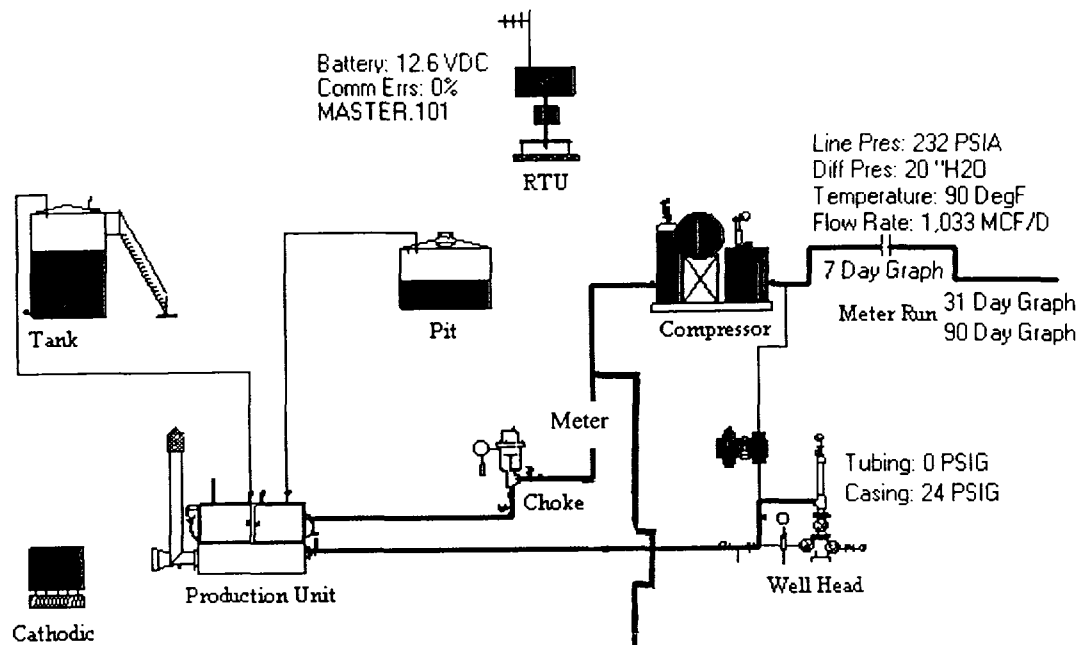 Battery: 12.6 VDC
Comm Errs: 0%
MASTER.101
RTU
Line Pres: 232 PSIA
Diff Pres: 20 "H2O
Temperature: 90 DegF
Flow Rate: 1,033 MCF/D
7 Day Graph
Meter Run
31 Day Graph
90 Day Graph
Tank
Pit
Compressor
Meter
Choke
Tubing: 0 PSIG
Casing: 24 PSIG
Production Unit
Well Head
Cathodic